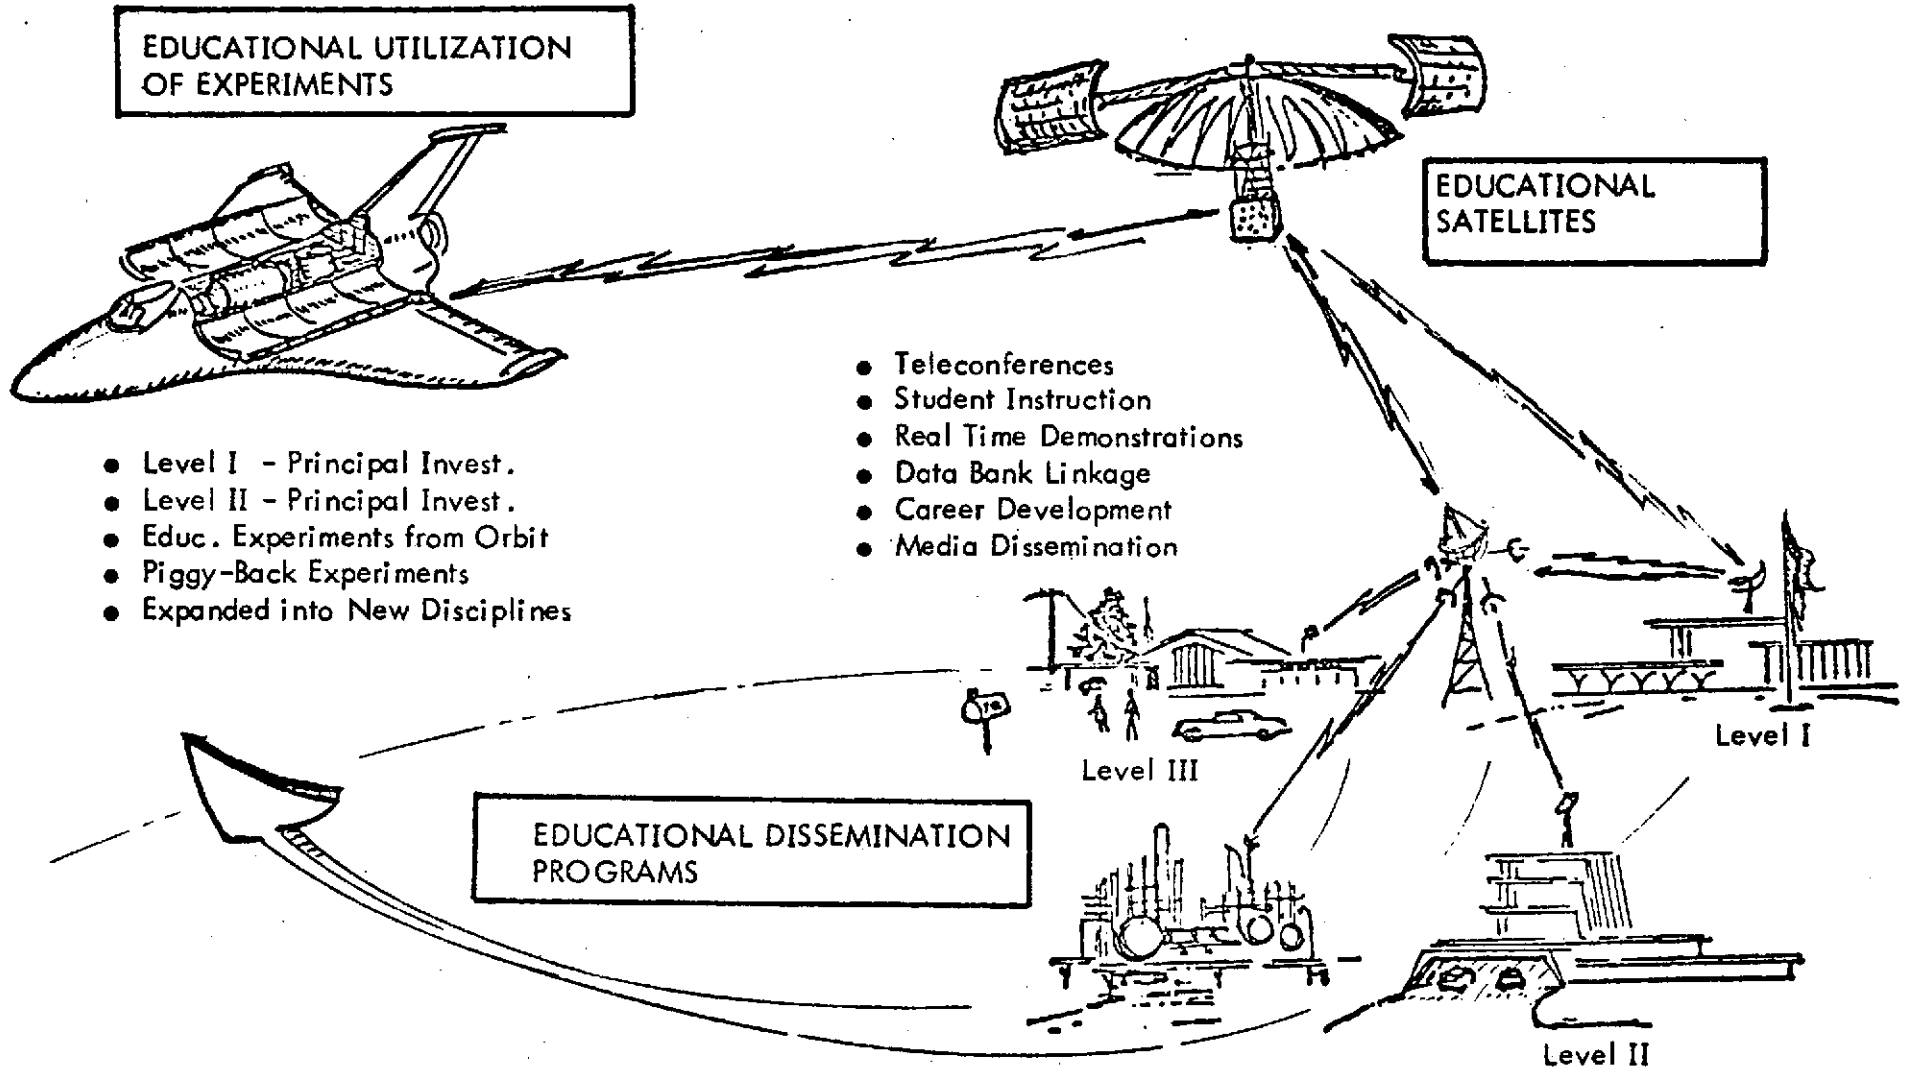 EDUCATIONAL UTILIZATION
OF EXPERIMENTS
EDUCATIONAL
SATELLITES
• Teleconferences
• Student Instruction
• Real Time Demonstrations
• Data Bank Linkage
• Career Development
• Media Dissemination
• Level I - Principal Invest.
• Level II - Principal Invest.
• Educ. Experiments from Orbit
• Piggy-Back Experiments
• Expanded into New Disciplines
Level I
Level III
EDUCATIONAL DISSEMINATION
PROGRAMS
Level II